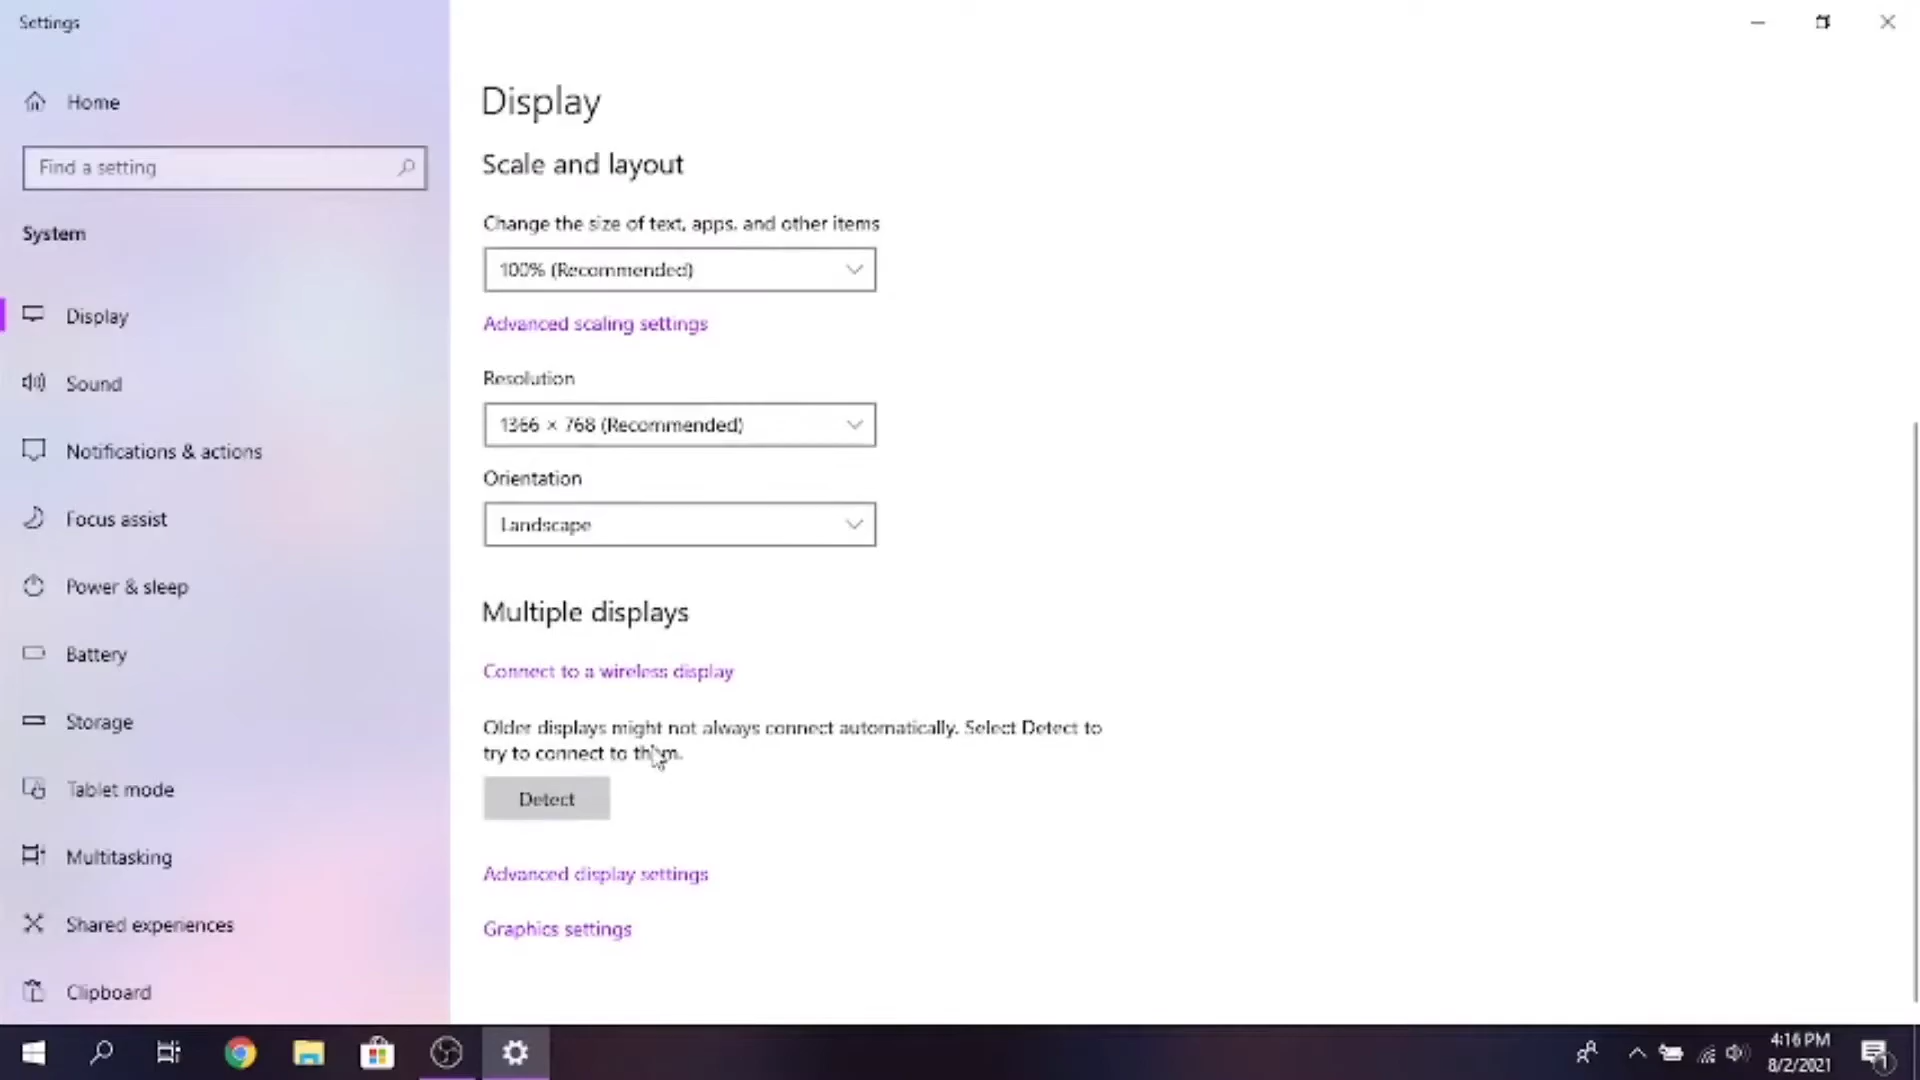 Settings
Home
Find a setting
System
Display
Sound
Notifications & actions
Focus assist
Power & sleep
Battery
Storage
Tablet mode
Multitasking
Shared experiences
Clipboard
Display
Scale and layout
Change the size of text, apps, and other items
100% (Recommended)
Advanced scaling settings
Resolution
1366 × 768 (Recommended)
Orientation
Landscape
Multiple displays
Connect to a wireless display
Older displays might not always connect automatically. Select Detect to
try to connect to them.
Detect
Advanced display settings
Graphics settings
4:16 PM
8/2/2021
1